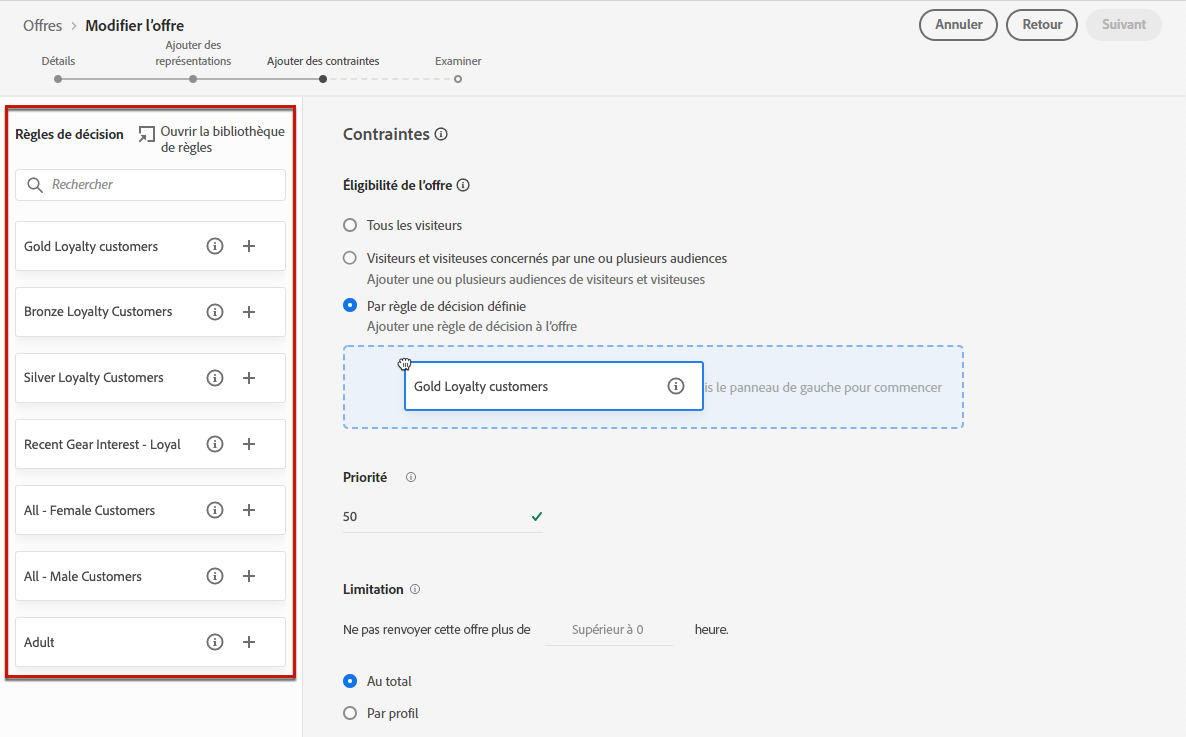 Offres > Modifier l'offre
Annuler
Retour
Suivant
Détails
Ajouter des
représentations
Ajouter des contraintes
Examiner
Règles de décision
Ouvrir la bibliothèque
de règles
Rechercher
Gold Loyalty customers
Bronze Loyalty Customers
Silver Loyalty Customers
Recent Gear Interest - Loyal
All - Female Customers
All - Male Customers
Adult
Contraintes
Éligibilité de l'offre
Tous les visiteurs
Visiteurs et visiteuses concernés par une ou plusieurs audiences
Ajouter une ou plusieurs audiences de visiteurs et visiteuses
Par règle de décision définie
Ajouter une règle de décision à l'offre
Gold Loyalty customers
is le panneau de gauche pour commencer
Priorité
50
Limitation
Ne pas renvoyer cette offre plus de Supérieur à 0 heure.
Au total
Par profil